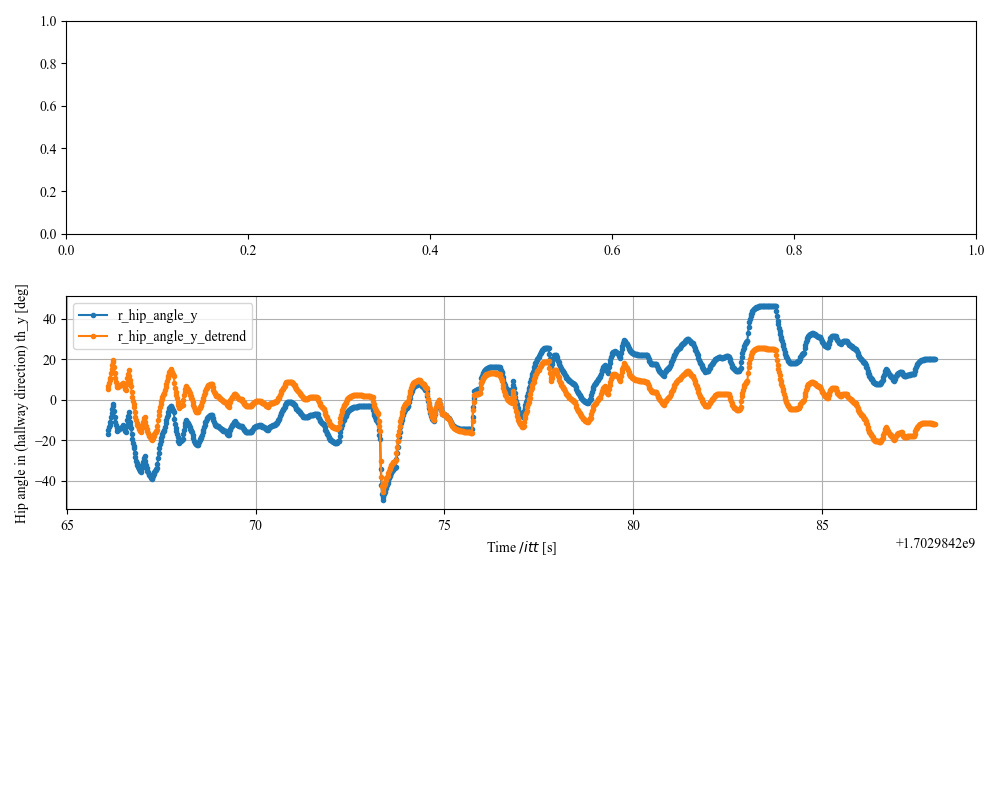 1.0
0.8
0.6
0.4
0.2
0.0
0.0 0.2 0.4 0.6 0.8 1.0
Hip angle in (hallway direction) th_y [deg]
r_hip_angle_y
r_hip_angle_y_detrend
40
20
0
−20
−40
65 70 75 80 85
Time /itt [s]
+1.7029842e9